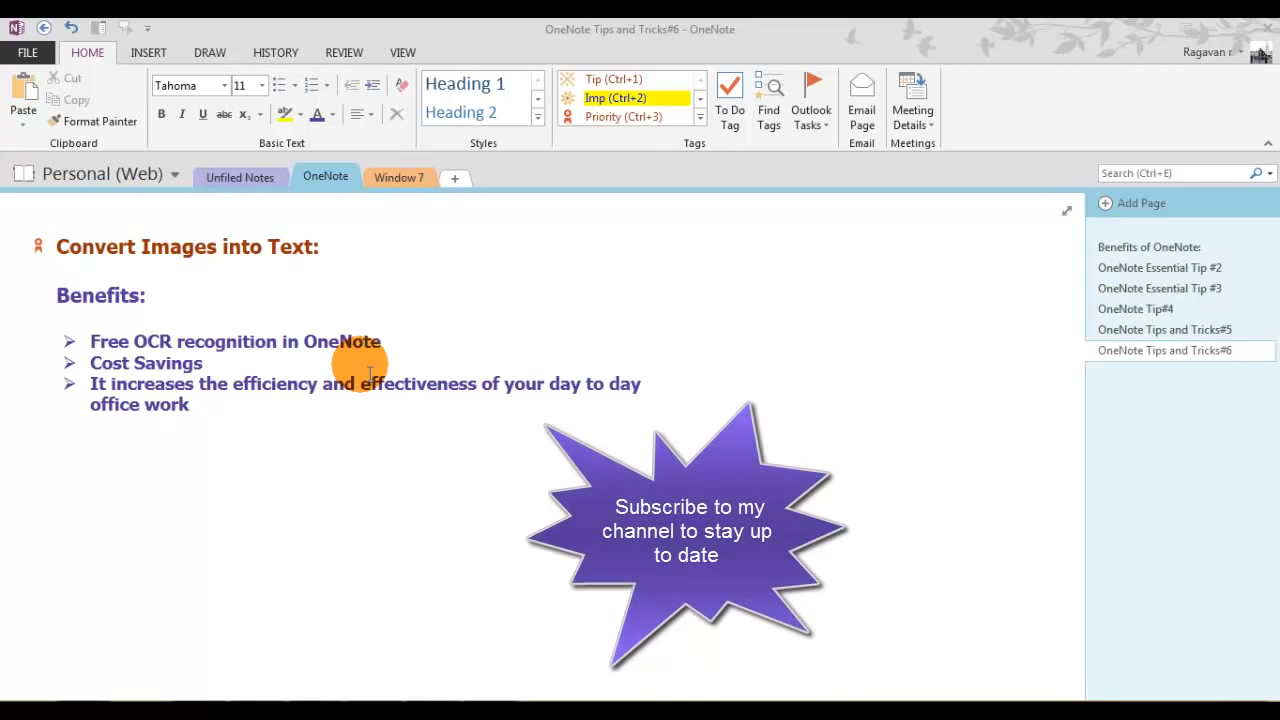 OneNote Tips and Tricks#6 - OneNote
FILE HOME INSERT DRAW HISTORY REVIEW VIEW
Ragavan r
Paste
Cut
Copy
Format Painter
Clipboard
Tahoma 11
B I U abc X₂ A
Basic Text
Heading 1
Heading 2
Styles
Tip (Ctrl+1)
Imp (Ctrl+2)
Priority (Ctrl+3)
To Do
Tag
Find
Tags
Outlook
Tasks
Tags
Email
Page
Email
Meeting
Details
Meetings
Personal (Web) Unfiled Notes OneNote Window 7 +
Search (Ctrl+E)
Add Page
Benefits of OneNote:
OneNote Essential Tip #2
OneNote Essential Tip #3
OneNote Tip#4
OneNote Tips and Tricks#5
OneNote Tips and Tricks#6
Convert Images into Text:
Benefits:
Free OCR recognition in OneNote
Cost Savings
It increases the efficiency and effectiveness of your day to day
office work
Subscribe to my
channel to stay up
to date